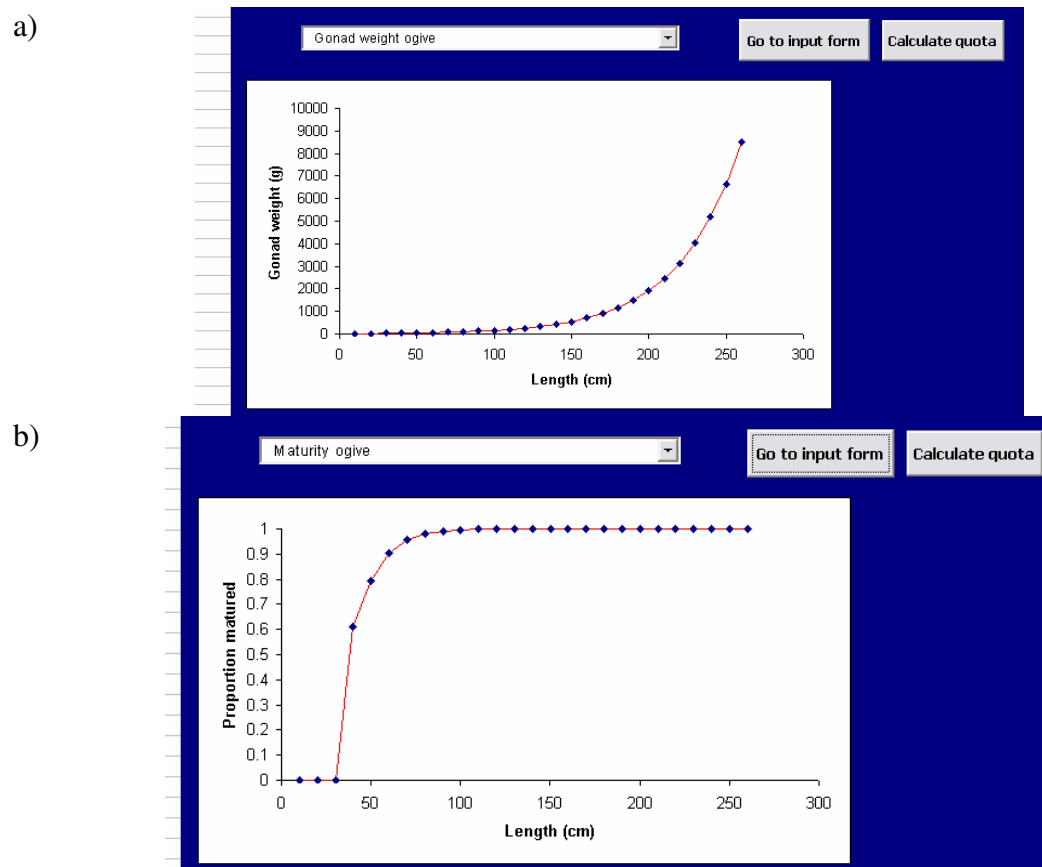 a)
Gonad weight ogive
Go to input form
Calculate quota
10000
9000
8000
7000
6000
5000
4000
3000
2000
1000
0
Gonad weight (g)
0 50 100 150 200 250 300
Length (cm)
b)
Maturity ogive
Go to input form
Calculate quota
1
0.9
0.8
0.7
0.6
0.5
0.4
0.3
0.2
0.1
0
Proportion matured
0 50 100 150 200 250 300
Length (cm)